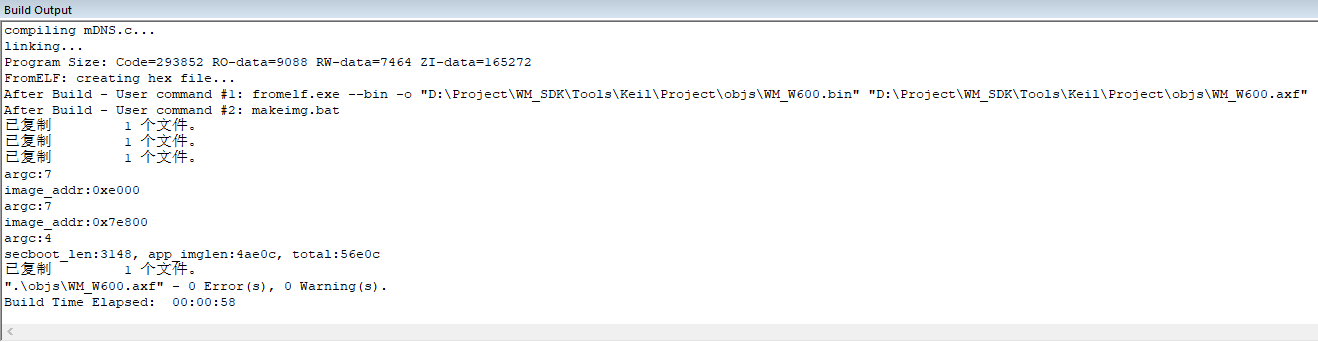 Build Output
compiling mDNS.c...
linking...
Program Size: Code=293852 RO-data=9088 RW-data=7464 ZI-data=165272
FromELF: creating hex file...
After Build - User command #1: fromelf.exe --bin -o "D:\Project\WM_SDK\Tools\Keil\Project\objs\WM_W600.bin" "D:\Project\WM_SDK\Tools\Keil\Project\objs\WM_W600.axf"
After Build - User command #2: makeimg.bat
已复制         1 个文件。
已复制         1 个文件。
已复制         1 个文件。
argc:7
image_addr:0xe000
argc:7
image_addr:0x7e800
argc:4
secboot_len:3148, app_imglen:4ae0c, total:56e0c
已复制         1 个文件。
".\objs\WM_W600.axf" - 0 Error(s), 0 Warning(s).
Build Time Elapsed:  00:00:58